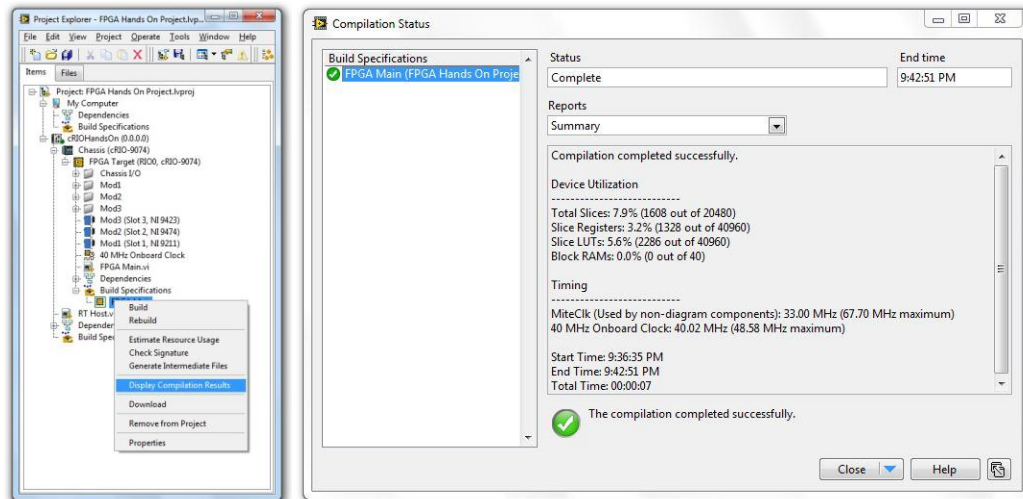 Project Explorer - FPGA Hands On Project.lvp...
File Edit View Project Operate Tools Window Help
Items Files
Project: FPGA Hands On Project.lvproj
My Computer
Dependencies
Build Specifications
cRIOHandsOn (0.0.0.0)
Chassis (cRIO-9074)
FPGA Target (RIO0, cRIO-9074)
Chassis I/O
Mod1
Mod2
Mod3
Mod3 (Slot 3, NI 9423)
Mod2 (Slot 2, NI 9474)
Mod1 (Slot 1, NI 9211)
40 MHz Onboard Clock
FPGA Main.vi
Dependencies
Build Specifications
RT Host.v
Depender
Build Spe
Build
Rebuild
Estimate Resource Usage
Check Signature
Generate Intermediate Files
Display Compilation Results
Download
Remove from Project
Properties
Compilation Status
Build Specifications
FPGA Main (FPGA Hands On Proje
Status
Complete
End time
9:42:51 PM
Reports
Summary
Compilation completed successfully.
Device Utilization
---------------------------
Total Slices: 7.9% (1608 out of 20480)
Slice Registers: 3.2% (1328 out of 40960)
Slice LUTs: 5.6% (2286 out of 40960)
Block RAMs: 0.0% (0 out of 40)
Timing
---------------------------
MiteClk (Used by non-diagram components): 33.00 MHz (67.70 MHz maximum)
40 MHz Onboard Clock: 40.02 MHz (48.58 MHz maximum)
Start Time: 9:36:35 PM
End Time: 9:42:51 PM
Total Time: 00:00:07
The compilation completed successfully.
Close Help